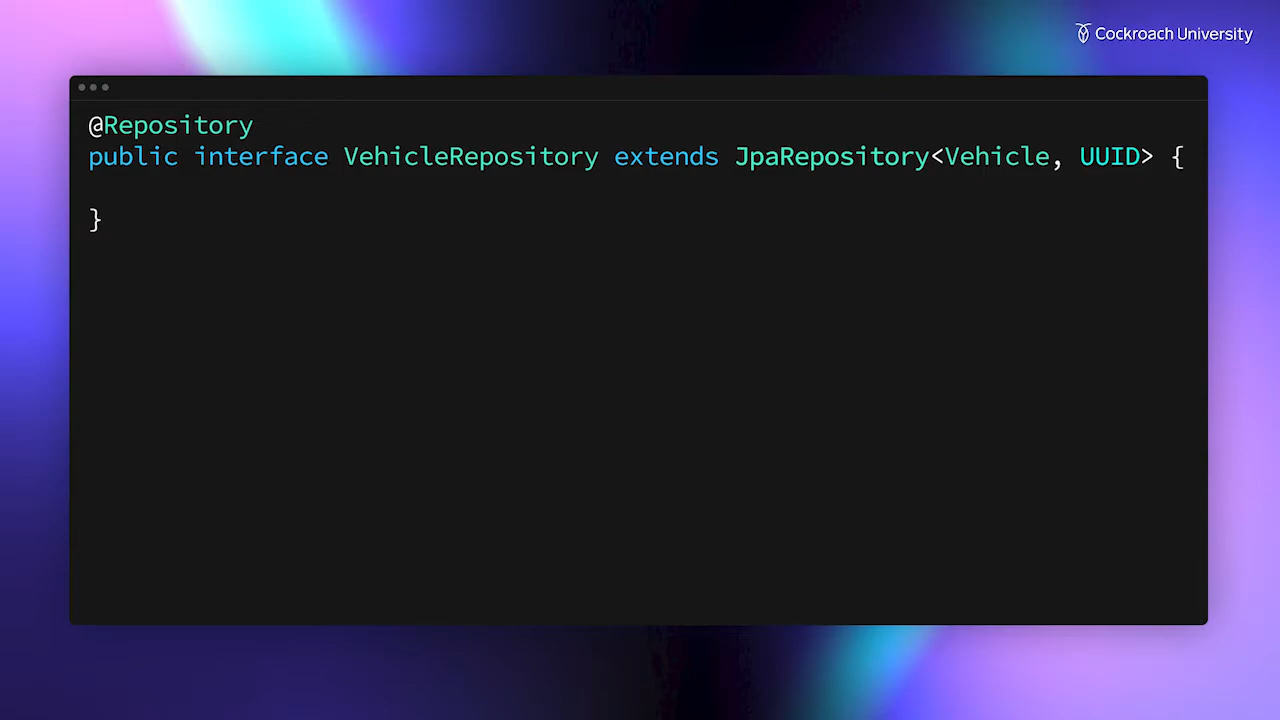 Cockroach University
@Repository
public interface VehicleRepository extends JpaRepository<Vehicle, UUID> {
}